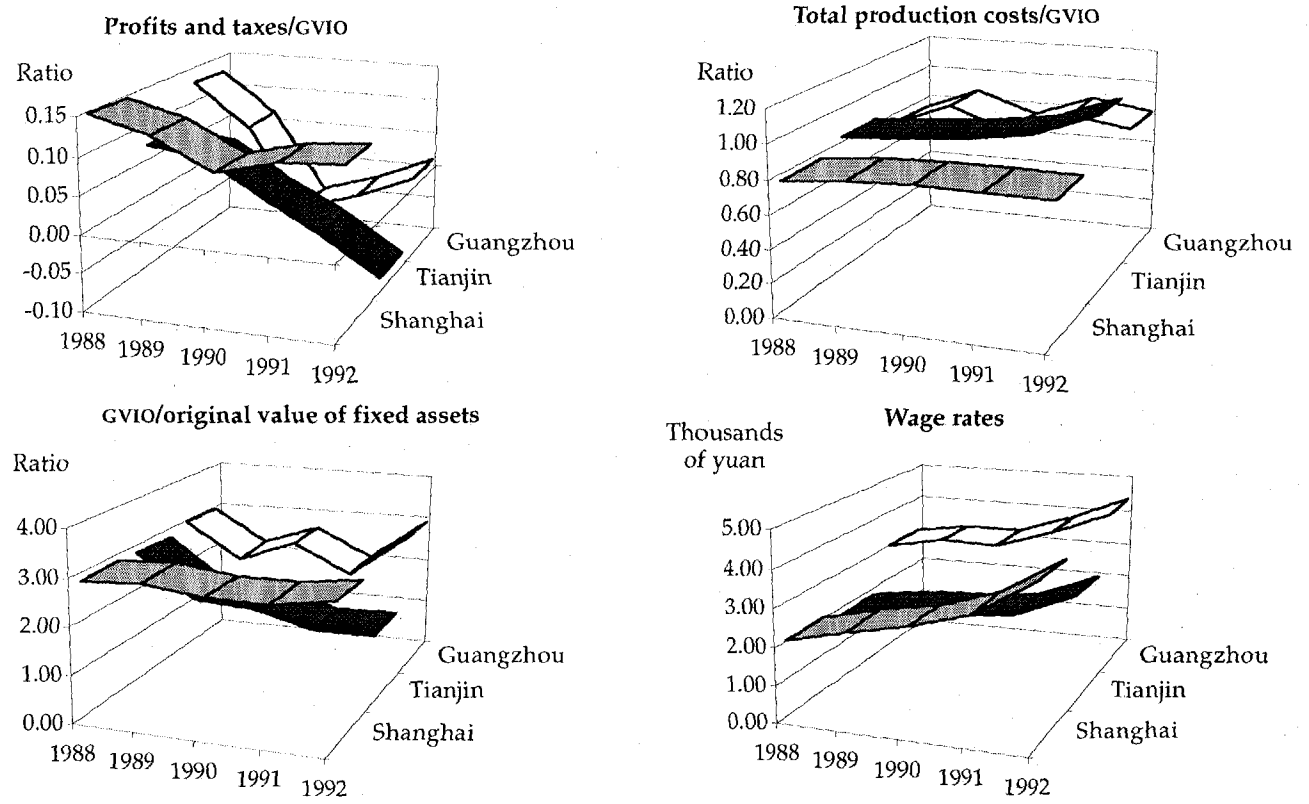 Profits and taxes/GVIO
Ratio
0.15
0.10
0.05
0.00
-0.05
-0.10
1988
1989
1990
1991
1992
Guangzhou
Tianjin
Shanghai
Total production costs/GVIO
Ratio
1.20
1.00
0.80
0.60
0.40
0.20
0.00
1988
1989
1990
1991
1992
Guangzhou
Tianjin
Shanghai
GVIO/original value of fixed assets
Ratio
4.00
3.00
2.00
1.00
0.00
1988
1989
1990
1991
1992
Guangzhou
Tianjin
Shanghai
Wage rates
Thousands
of yuan
5.00
4.00
3.00
2.00
1.00
0.00
1988
1989
1990
1991
1992
Guangzhou
Tianjin
Shanghai